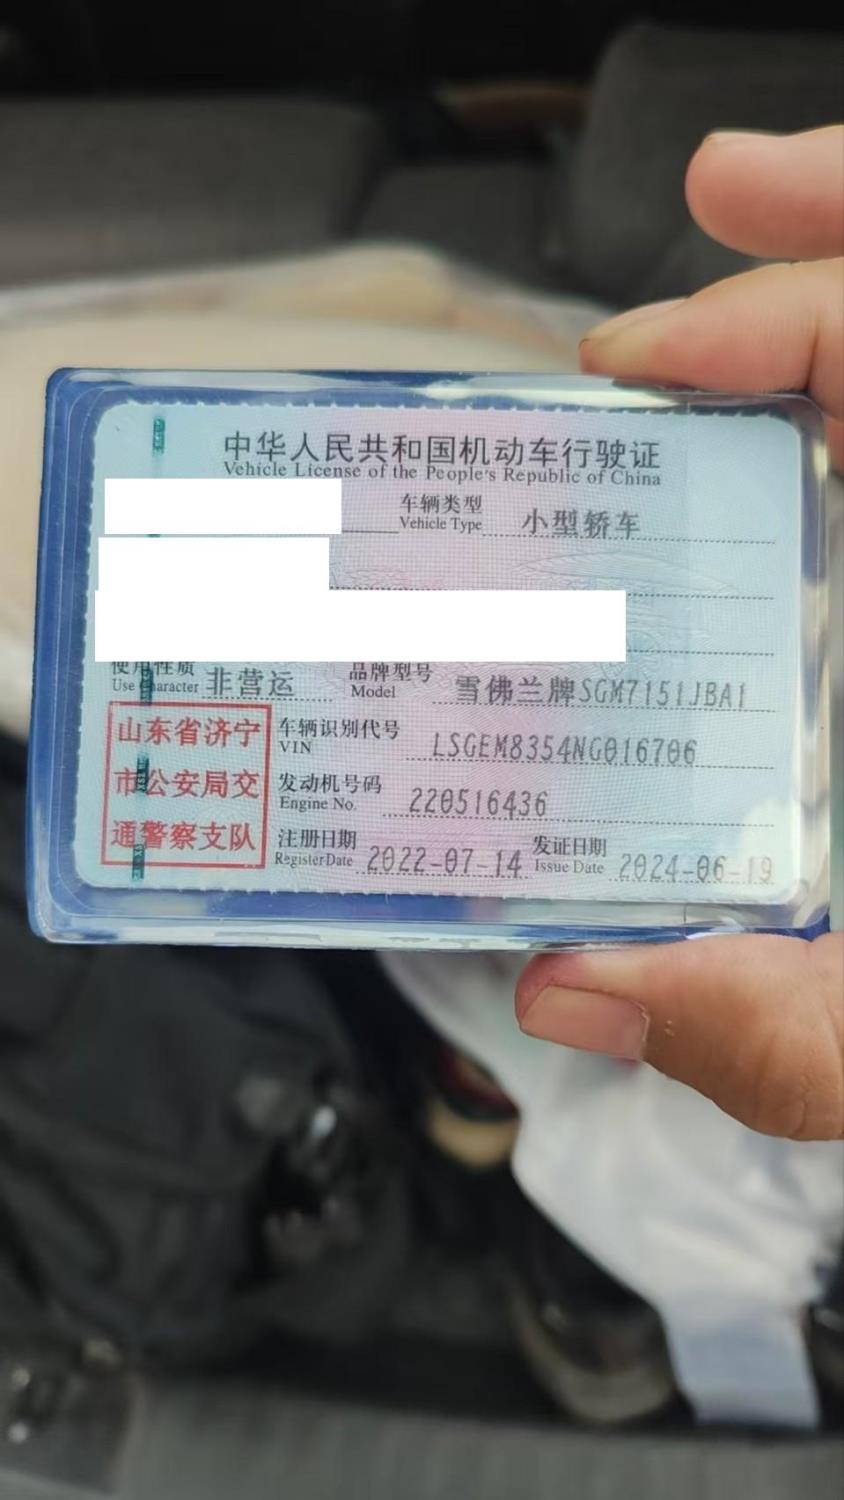 中华人民共和国机动车行驶证
Vehicle License of the People's Republic of China
车辆类型 小型轿车
Vehicle Type
使用性质 非营运 品牌型号 雪佛兰牌SGM7151JBA1
Use Character Model
山东省济宁 车辆识别代号 LSGEM8354NG016706
VIN
市公安局交 发动机号码 220516436
Engine No.
通警察支队 注册日期 2022-07-14 发证日期 2024-06-19
Register Date Issue Date